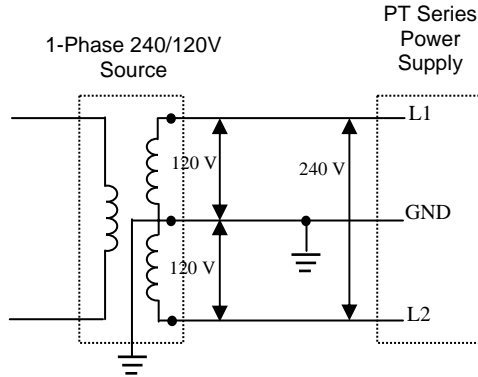 PT Series
Power
Supply
1-Phase 240/120V
Source
L1
120 V
240 V
GND
120 V
L2